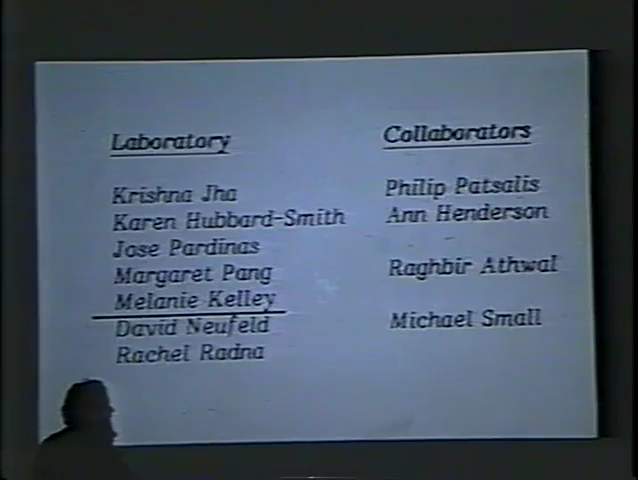 Laboratory
Krishna Jha
Karen Hubbard-Smith
Jose Pardinas
Margaret Pang
Melanie Kelley
David Neufeld
Rachel Radna
Collaborators
Philip Patsalis
Ann Henderson
Raghbir Athwal
Michael Small